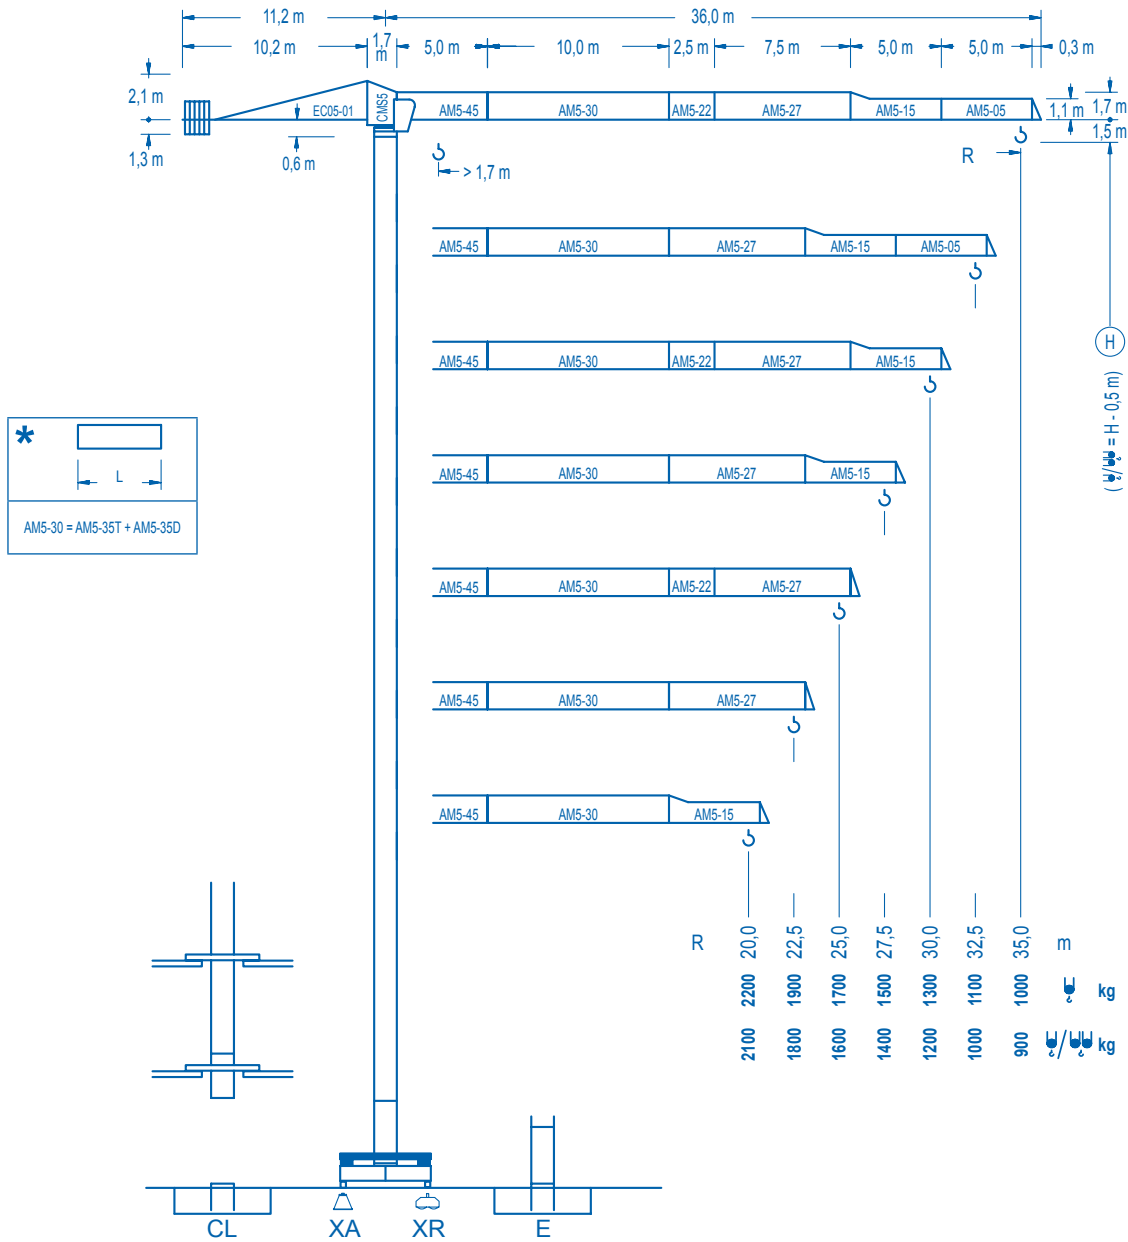 11,2 m 36,0 m
10,2 m 1,7 m 5,0 m 10,0 m 2,5 m 7,5 m 5,0 m 5,0 m 0,3 m
2,1 m EC05-01 CMS5 AM5-45 AM5-30 AM5-22 AM5-27 AM5-15 AM5-05 1,1 m 1,7 m
1,3 m 0,6 m > 1,7 m R 1,5 m
AM5-45 AM5-30 AM5-27 AM5-15 AM5-05
H
( / = H - 0,5 m)
AM5-45 AM5-30 AM5-22 AM5-27 AM5-15
*
L
AM5-30 = AM5-35T + AM5-35D
AM5-45 AM5-30 AM5-27 AM5-15
AM5-45 AM5-30 AM5-22 AM5-27
AM5-45 AM5-30 AM5-27
AM5-45 AM5-30 AM5-15
R 20,0 22,5 25,0 27,5 30,0 32,5 35,0 m
2200 1900 1700 1500 1300 1100 1000 kg
2100 1800 1600 1400 1200 1000 900 / kg
CL XA XR E